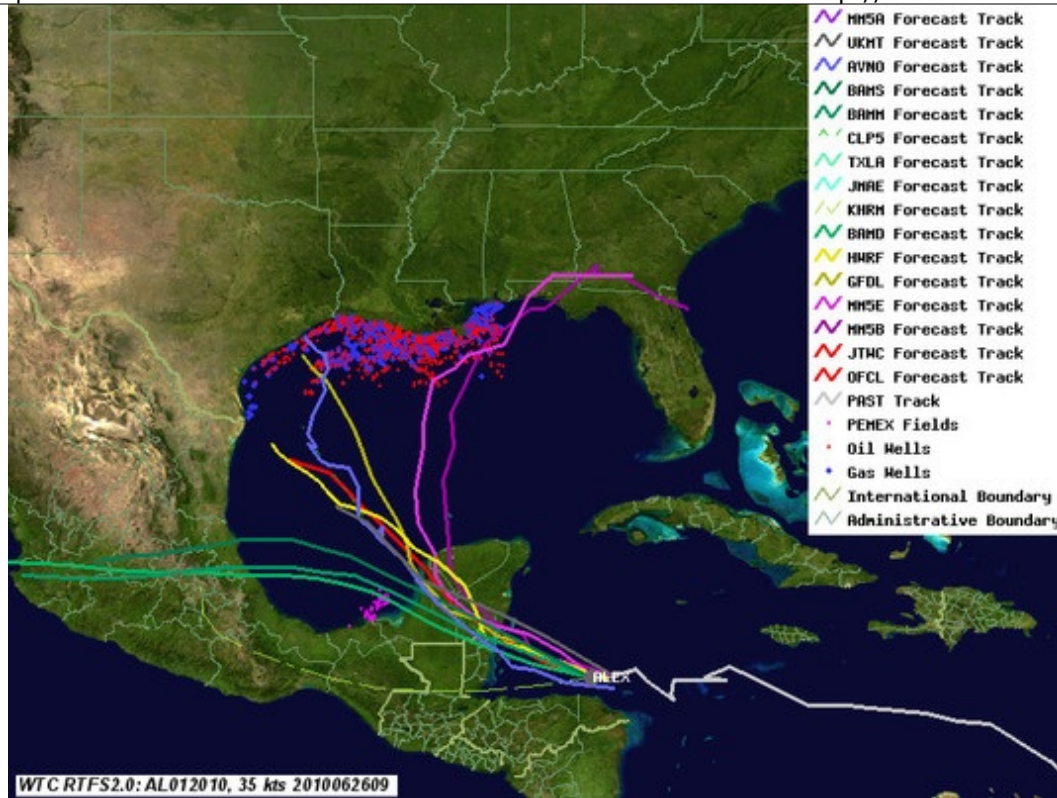 MM5A Forecast Track
UKMT Forecast Track
AVNO Forecast Track
BAMS Forecast Track
BAMM Forecast Track
CLP5 Forecast Track
TXLA Forecast Track
JMAE Forecast Track
KHRM Forecast Track
BAMD Forecast Track
HWRF Forecast Track
GFDL Forecast Track
MM5E Forecast Track
MM5B Forecast Track
JTWC Forecast Track
OFCL Forecast Track
PAST Track
PEMEX Fields
Oil Wells
Gas Wells
International Boundary
Administrative Boundary
ALEX
WTC RTFS2.0: AL012010, 35 kts 2010062609